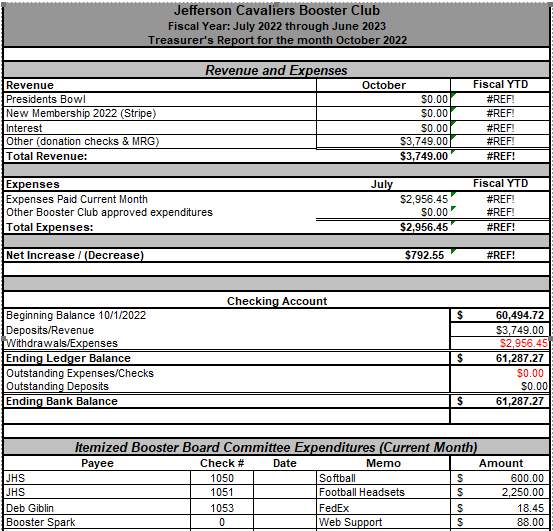 Jefferson Cavaliers Booster Club
Fiscal Year: July 2022 through June 2023
Treasurer's Report for the month October 2022
Revenue and Expenses
Revenue October Fiscal YTD
Presidents Bowl $0.00 #REF!
New Membership 2022 (Stripe) $0.00 #REF!
Interest $0.00 #REF!
Other (donation checks & MRG) $3,749.00 #REF!
Total Revenue: $3,749.00 #REF!
Expenses July Fiscal YTD
Expenses Paid Current Month $2,956.45 #REF!
Other Booster Club approved expenditures $0.00 #REF!
Total Expenses: $2,956.45 #REF!
Net Increase / (Decrease) $792.55 #REF!
Checking Account
Beginning Balance 10/1/2022 $ 60,494.72
Deposits/Revenue $3,749.00
Withdrawals/Expenses $2,956.45
Ending Ledger Balance $ 61,287.27
Outstanding Expenses/Checks $0.00
Outstanding Deposits $0.00
Ending Bank Balance $ 61,287.27
Itemized Booster Board Committee Expenditures (Current Month)
Payee Check # Date Memo Amount
JHS 1050 Softball $ 600.00
JHS 1051 Football Headsets $ 2,250.00
Deb Giblin 1053 FedEx $ 18.45
Booster Spark 0 Web Support $ 88.00